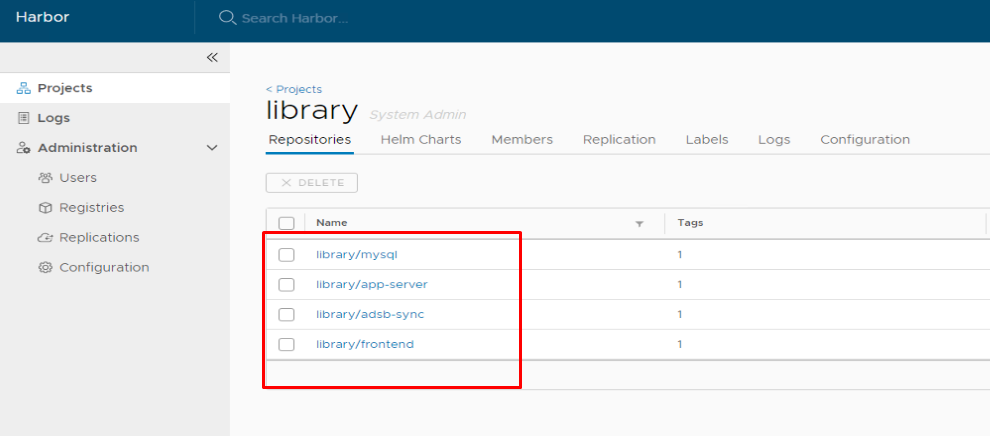 Harbor
Search Harbor...
Projects
Logs
Administration
Users
Registries
Replications
Configuration
< Projects
library System Admin
Repositories Helm Charts Members Replication Labels Logs Configuration
DELETE
Name Tags
library/mysql 1
library/app-server 1
library/adsb-sync 1
library/frontend 1